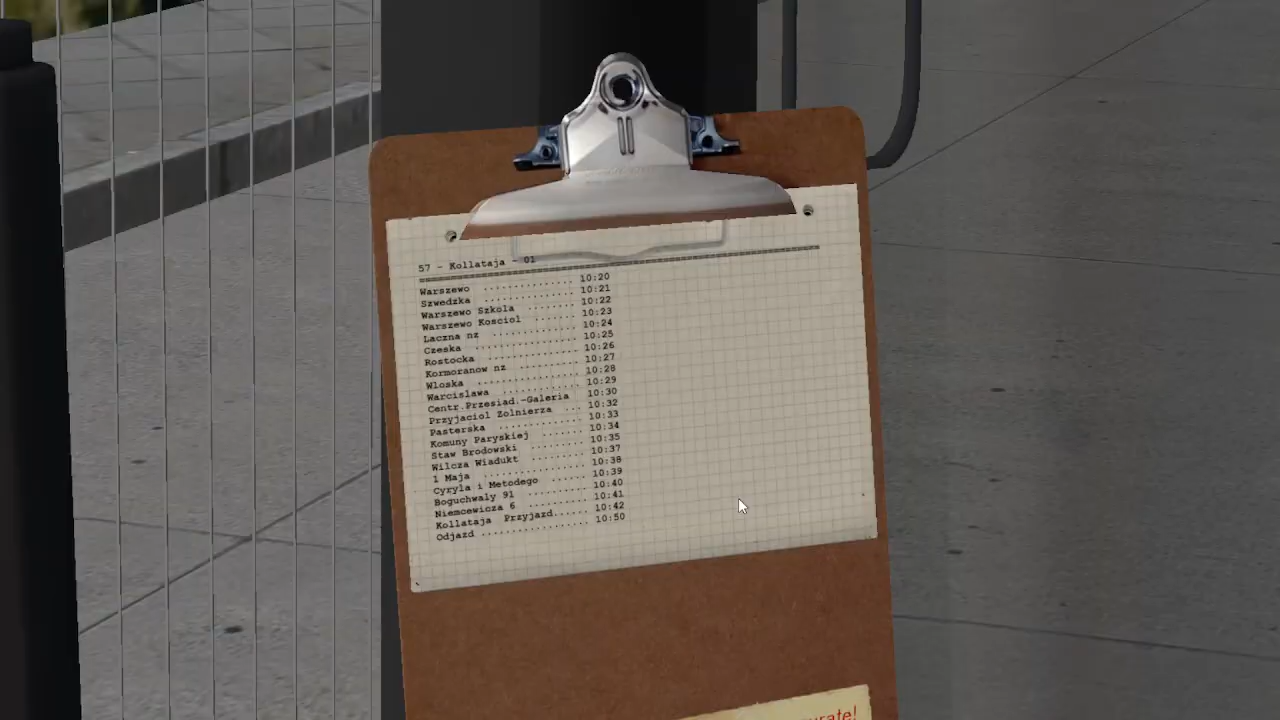 57 - Kollataja - 01
Warszewo ............... 10:20
Szwedzka ............... 10:21
Warszewo Szkola ........ 10:22
Warszewo Kosciol ....... 10:23
Laczna nz .............. 10:24
Czeska ................. 10:25
Rostocka ............... 10:26
Kormoranow nz .......... 10:27
Wloska ................. 10:28
Warcislawa ............. 10:29
Centr.Przesiad.-Galeria  10:30
Przyjaciol Zolnierza ... 10:32
Pasterska .............. 10:33
Komuny Paryskiej ....... 10:34
Staw Brodowski ......... 10:35
Wilcza Wiadukt ......... 10:37
1 Maja ................. 10:38
Cyryla i Metodego ...... 10:39
Boguchwaly 91 .......... 10:40
Niemcewicza 6 .......... 10:41
Kollataja Przyjazd...... 10:42
Odjazd ................. 10:50